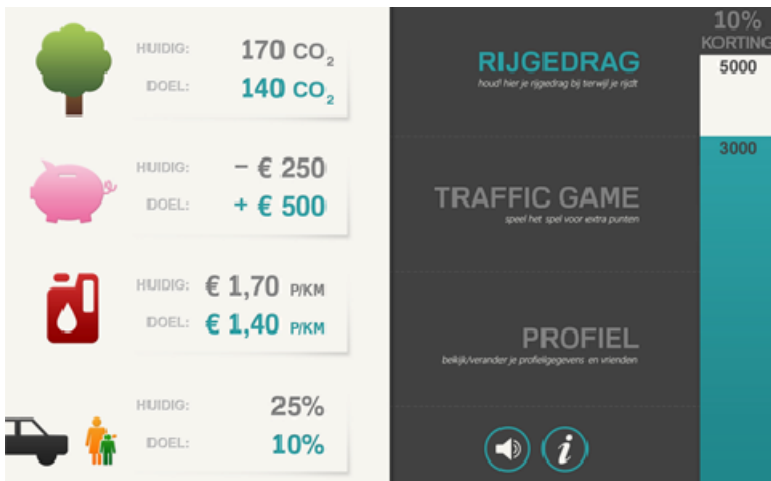 HUIDIG: 170 CO₂
DOEL: 140 CO₂
HUIDIG: – € 250
DOEL: + € 500
HUIDIG: € 1,70 P/KM
DOEL: € 1,40 P/KM
HUIDIG: 25%
DOEL: 10%
RIJGEDRAG
houdt hier je rijgedrag bij terwijl je rijdt
TRAFFIC GAME
speel het spel voor extra punten
PROFIEL
bekijk/verander je profielgegevens en vrienden
i
10%
KORTING
5000
3000